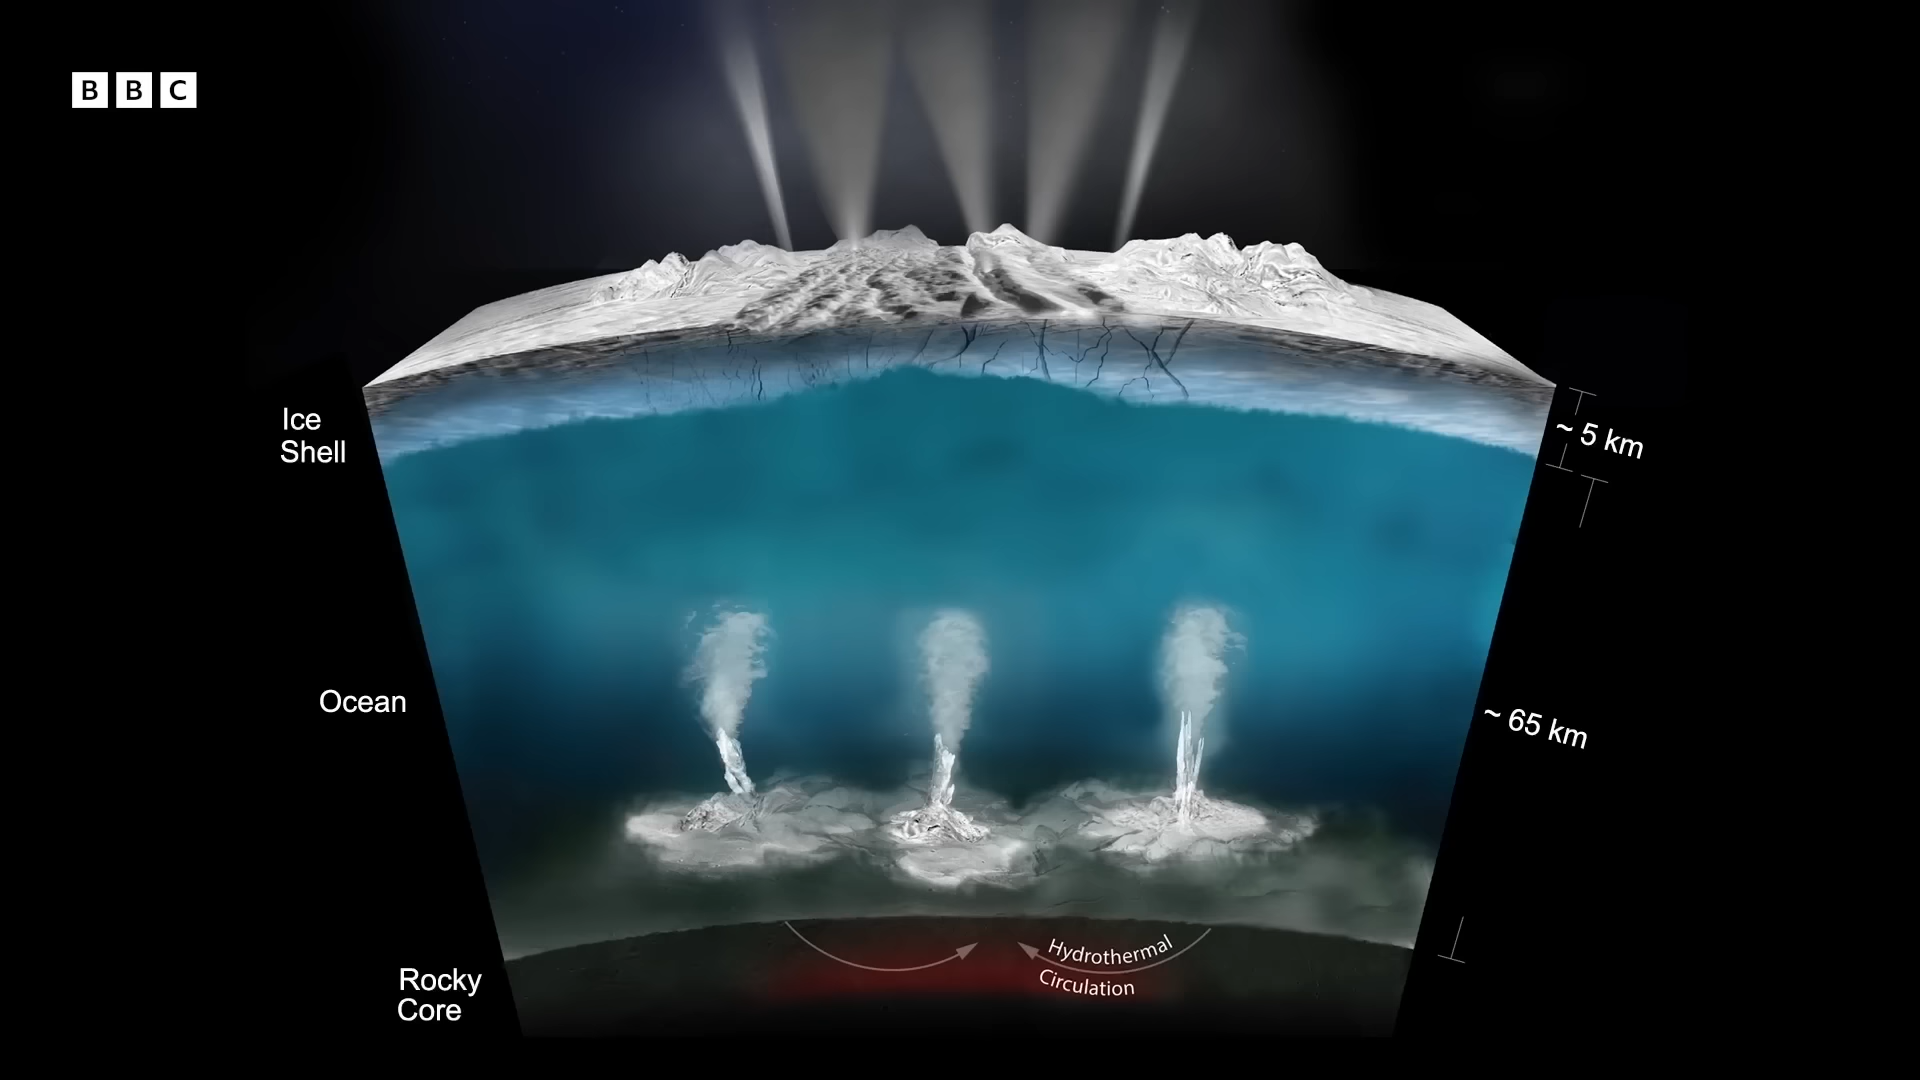 BBC
Ice
Shell
~ 5 km
Ocean
~ 65 km
Rocky
Core
Hydrothermal
Circulation